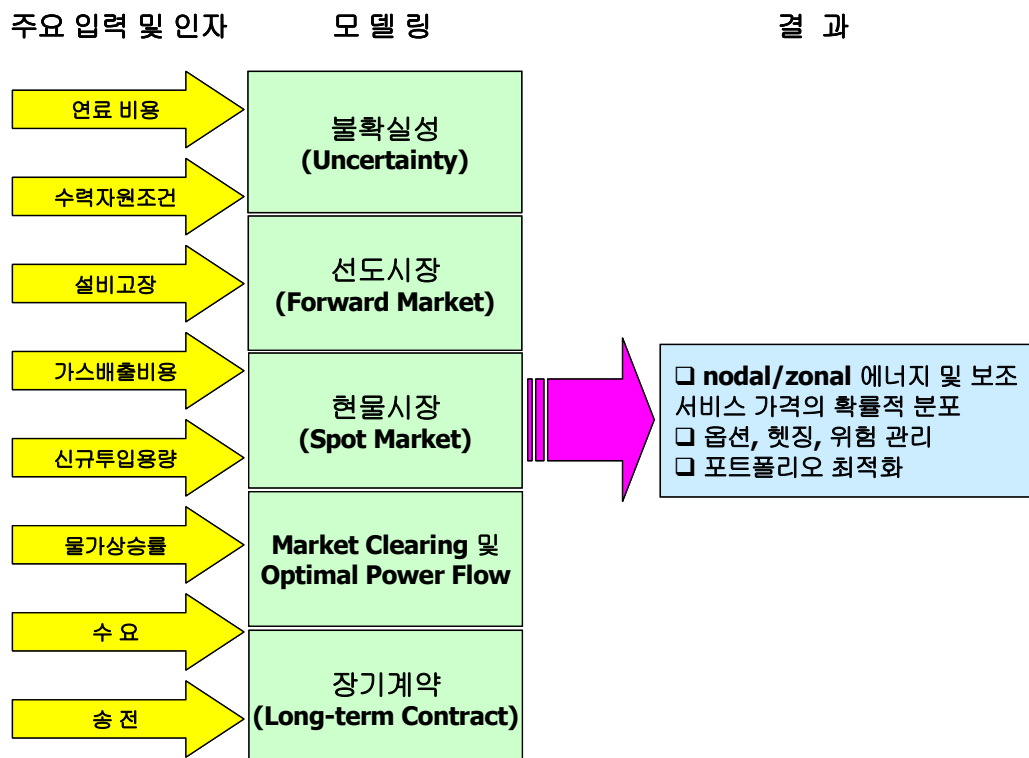 주요 입력 및 인자
모 델 링
결 과
연료 비용
수력자원조건
설비고장
가스배출비용
신규투입용량
물가상승률
수 요
송 전
불확실성
(Uncertainty)
선도시장
(Forward Market)
현물시장
(Spot Market)
Market Clearing 및
Optimal Power Flow
장기계약
(Long-term Contract)
❑ nodal/zonal 에너지 및 보조
서비스 가격의 확률적 분포
❑ 옵션, 헷징, 위험 관리
❑ 포트폴리오 최적화